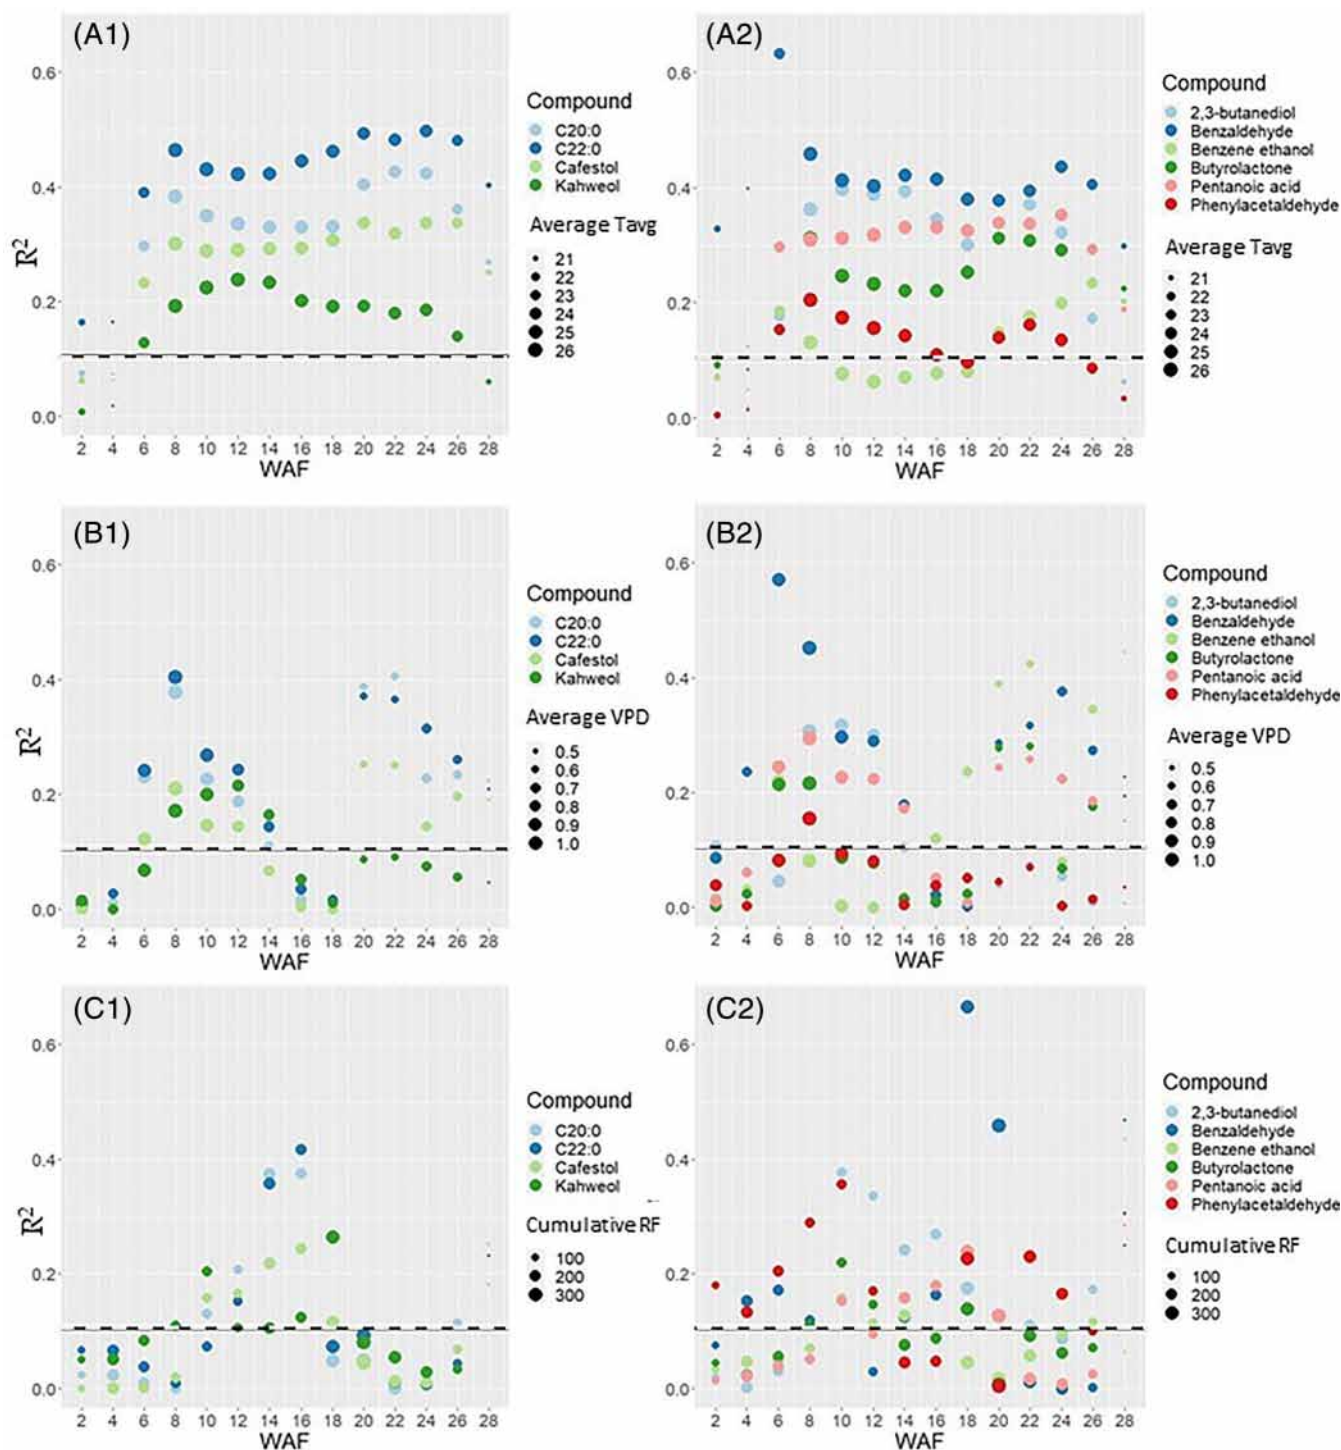 (A1)
R²
0.6
0.4
0.2
0.0
2 4 6 8 10 12 14 16 18 20 22 24 26 28
WAF
Compound
C20:0
C22:0
Cafestol
Kahweol
Average Tavg
21
22
23
24
25
26
(A2)
0.6
0.4
0.2
0.0
2 4 6 8 10 12 14 16 18 20 22 24 26 28
WAF
Compound
2,3-butanediol
Benzaldehyde
Benzene ethanol
Butyrolactone
Pentanoic acid
Phenylacetaldehyde
Average Tavg
21
22
23
24
25
26
(B1)
R²
0.6
0.4
0.2
0.0
2 4 6 8 10 12 14 16 18 20 22 24 26 28
WAF
Compound
C20:0
C22:0
Cafestol
Kahweol
Average VPD
0.5
0.6
0.7
0.8
0.9
1.0
(B2)
0.6
0.4
0.2
0.0
2 4 6 8 10 12 14 16 18 20 22 24 26 28
WAF
Compound
2,3-butanediol
Benzaldehyde
Benzene ethanol
Butyrolactone
Pentanoic acid
Phenylacetaldehyde
Average VPD
0.5
0.6
0.7
0.8
0.9
1.0
(C1)
R²
0.6
0.4
0.2
0.0
2 4 6 8 10 12 14 16 18 20 22 24 26 28
WAF
Compound
C20:0
C22:0
Cafestol
Kahweol
Cumulative RF
100
200
300
(C2)
0.6
0.4
0.2
0.0
2 4 6 8 10 12 14 16 18 20 22 24 26 28
WAF
Compound
2,3-butanediol
Benzaldehyde
Benzene ethanol
Butyrolactone
Pentanoic acid
Phenylacetaldehyde
Cumulative RF
100
200
300